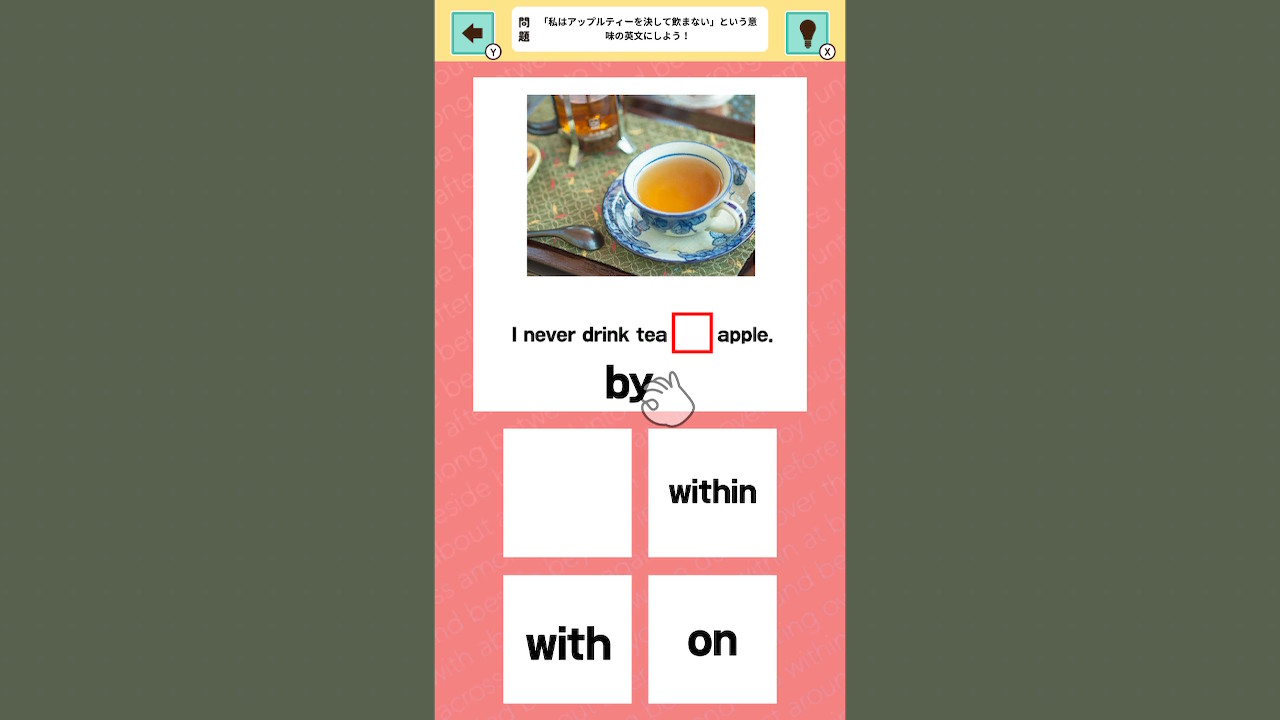 問題
「私はアップルティーを決して飲まない」という意
味の英文にしよう！
Y
X
I never drink tea apple.
by
within
with
on